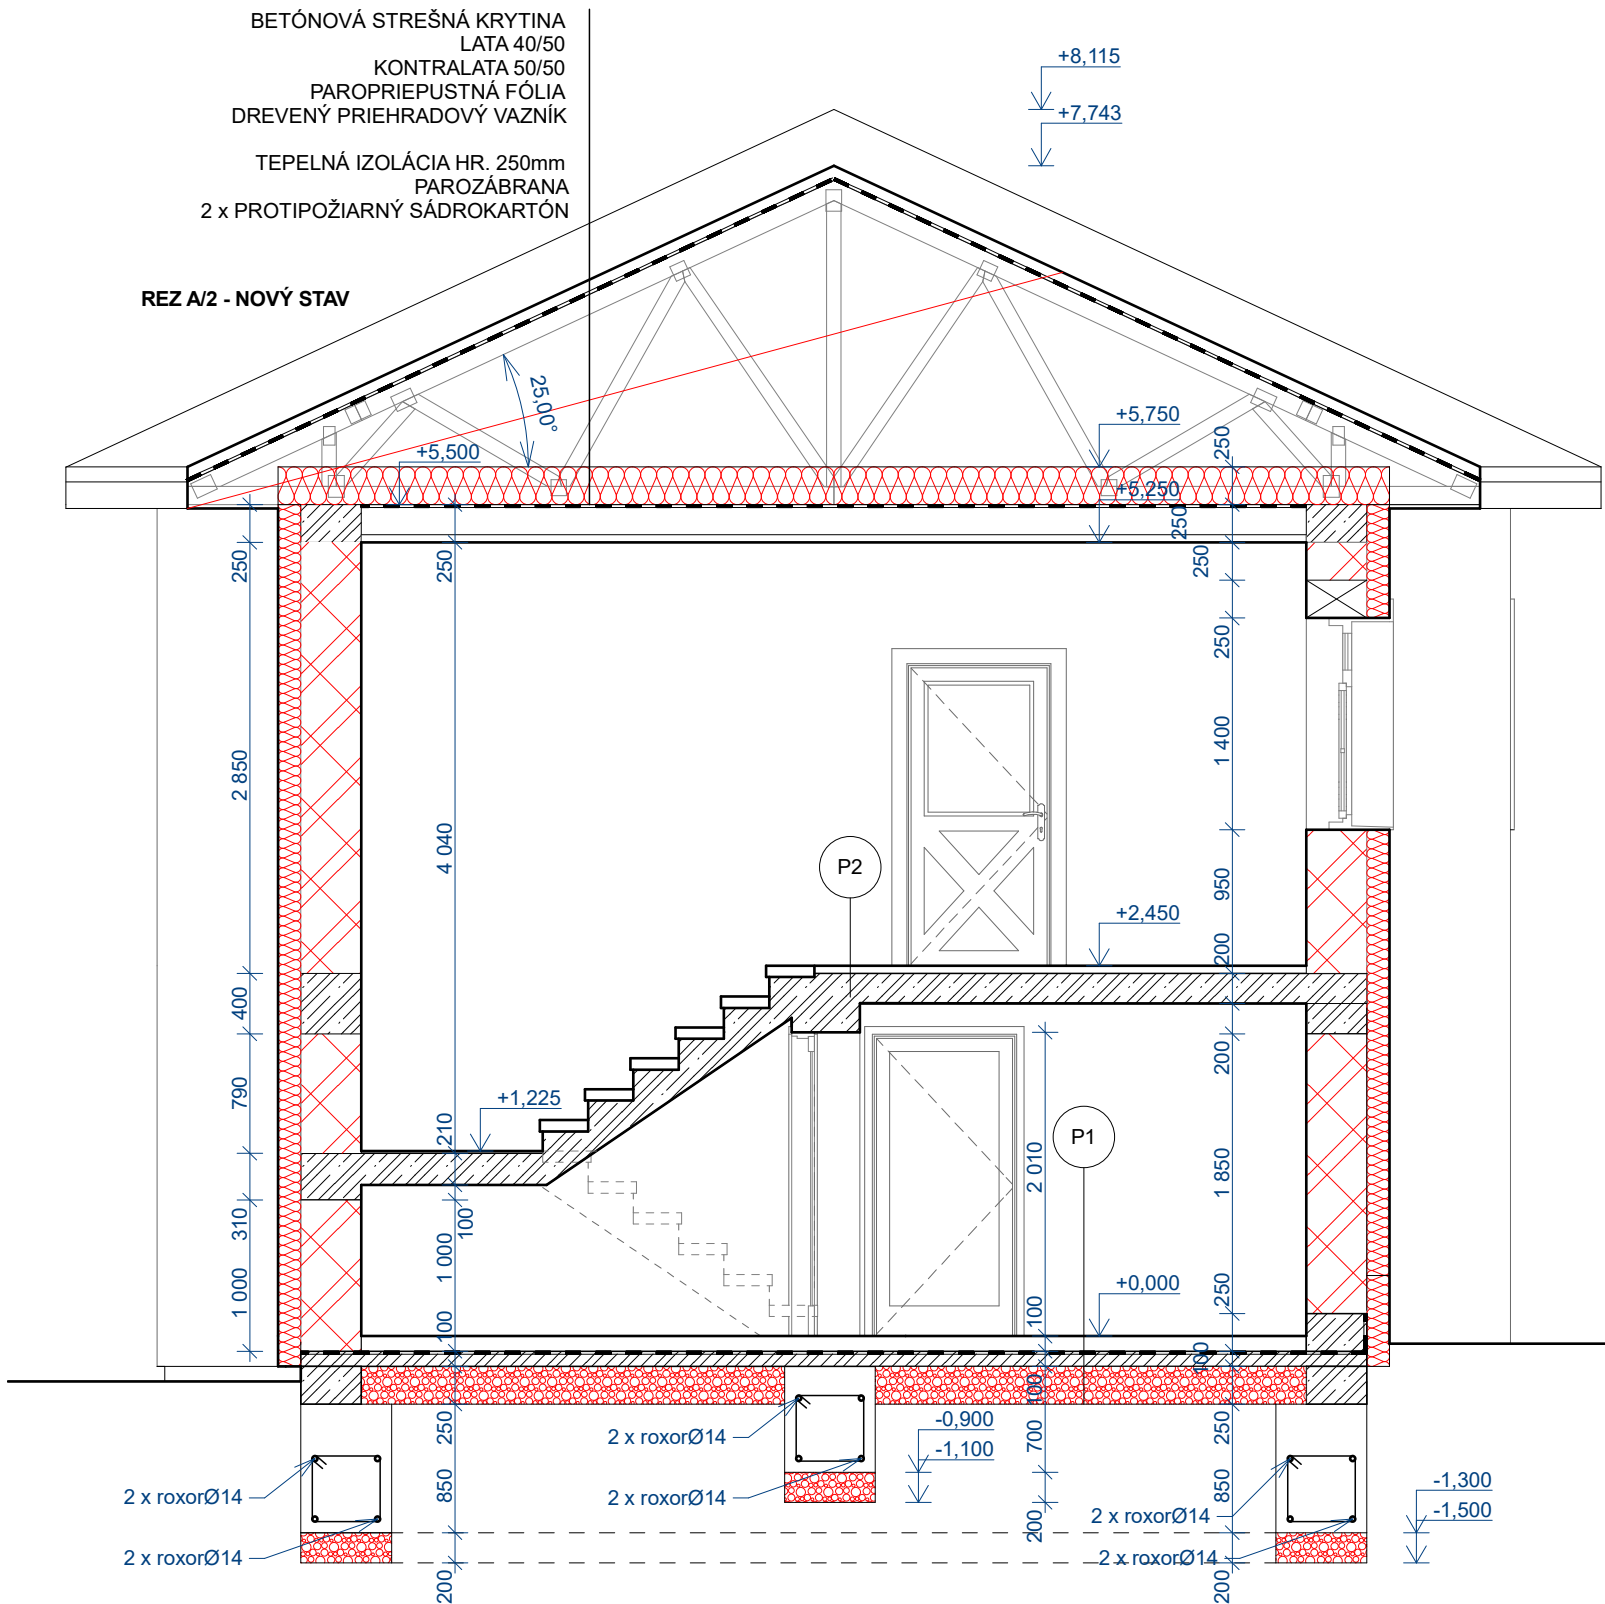 BETÓNOVÁ STREŠNÁ KRYTINA
LATA 40/50
KONTRALATA 50/50
PAROPRIEPUSTNÁ FÓLIA
DREVENÝ PRIEHRADOVÝ VAZNÍK
TEPELNÁ IZOLÁCIA HR. 250mm
PAROZÁBRANA
2 x PROTIPOŽIARNÝ SÁDROKARTÓN
REZ A/2 - NOVÝ STAV
+8,115
+7,743
25,00°
+5,500
+5,750
+5,250
250
250
250
250
1 400
950
200
200
1 850
250
100
250
850
200
250
2 850
400
790
310
1 000
250
4 040
210
100
1 000
100
250
850
200
P2
+2,450
+1,225
P1
2 010
100
100
700
200
+0,000
-0,900
-1,100
-1,300
-1,500
2 x roxorØ14
2 x roxorØ14
2 x roxorØ14
2 x roxorØ14
2 x roxorØ14
2 x roxorØ14